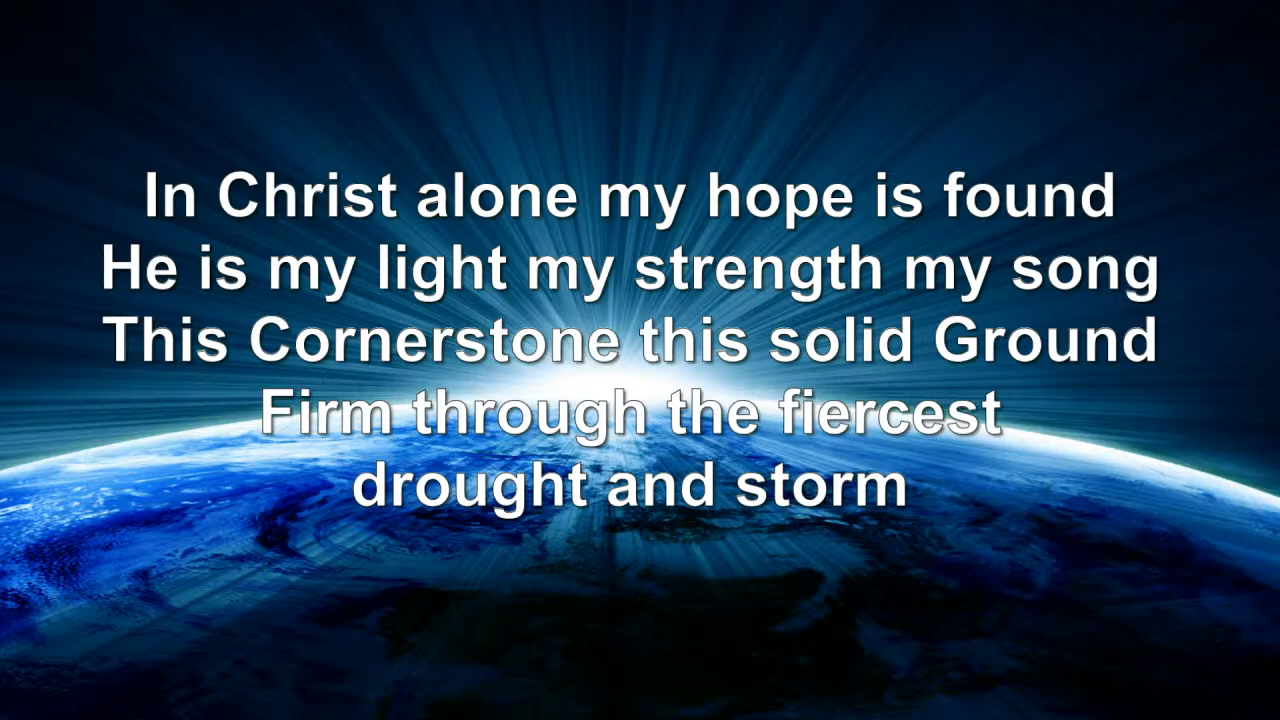 In Christ alone my hope is found
He is my light my strength my song
This Cornerstone this solid Ground
Firm through the fiercest
drought and storm